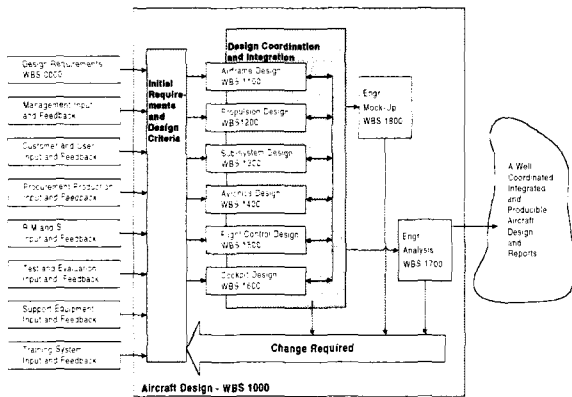 Design Requirements
WBS 0000
Management Input
and Feedback
Customer and User
Input and Feedback
Procurement Production
Input and Feedback
R M and S
Input and Feedback
Test and Evaluation
Input and Feedback
Support Equipment
Input and Feedback
Training System
Input and Feedback
Initial
Require-
ments
and
Design
Criteria
Design Coordination
and Integration
Airframe Design
WBS 1100
Propulsion Design
WBS1200
Subsystem Design
WBS 1300
Avionics Design
WBS 1400
Flight Control Design
WBS 1500
Cockpit Design
WBS 1600
Engr
Mock-Up
WBS 1800
Engr
Analysis
WBS 1700
A Well
Coordinated
Integrated
and
Producible
Aircraft
Design
and
Reports
Change Required
Aircraft Design - WBS 1000